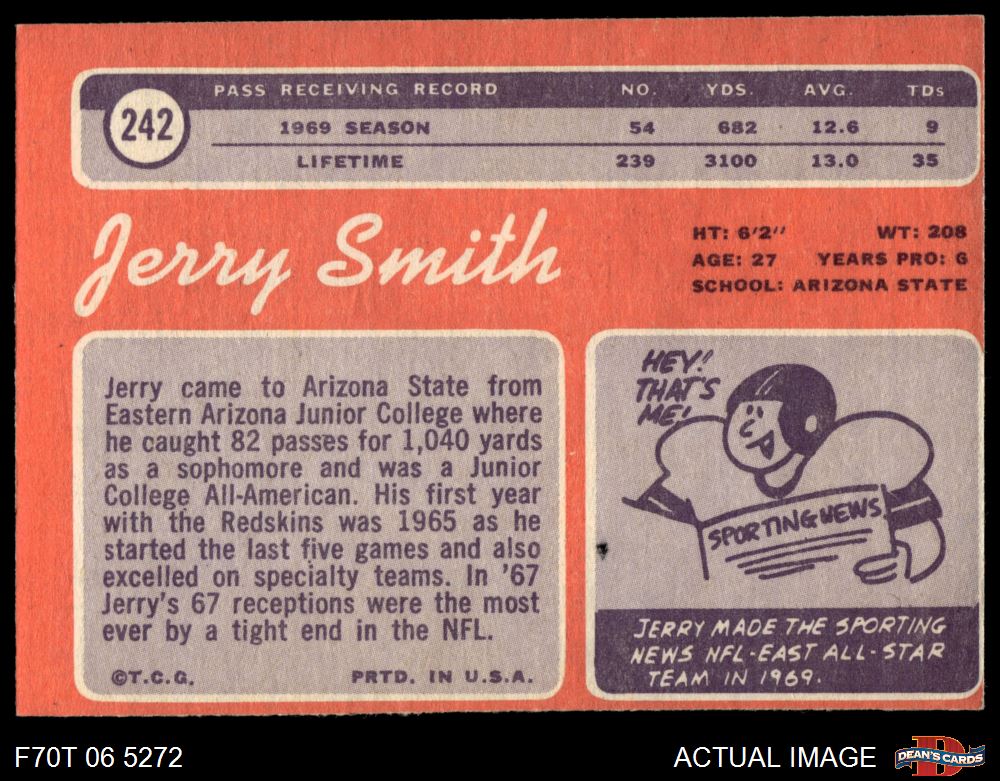 PASS RECEIVING RECORD NO. YDS. AVG. TDs
242
1969 SEASON 54 682 12.6 9
LIFETIME 239 3100 13.0 35
Jerry Smith
HT: 6'2" WT: 208
AGE: 27 YEARS PRO: 6
SCHOOL: ARIZONA STATE
Jerry came to Arizona State from
Eastern Arizona Junior College where
he caught 82 passes for 1,040 yards
as a sophomore and was a Junior
College All-American. His first year
with the Redskins was 1965 as he
started the last five games and also
excelled on specialty teams. In '67
Jerry's 67 receptions were the most
ever by a tight end in the NFL.
©T.C.G. PRTD. IN U.S.A.
HEY!
THAT'S
ME!
SPORTING NEWS
JERRY MADE THE SPORTING
NEWS NFL-EAST ALL-STAR
TEAM IN 1969.
F70T 06 5272
ACTUAL IMAGE
D
DEAN'S CARDS